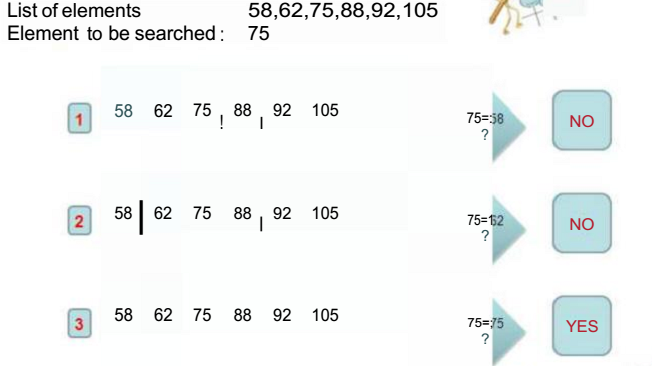 List of elements 58,62,75,88,92,105
Element to be searched : 75
1 58 62 75 ! 88 | 92 105 75=58 ? NO
2 58 | 62 75 88 | 92 105 75=62 ? NO
3 58 62 75 88 92 105 75=75 ? YES